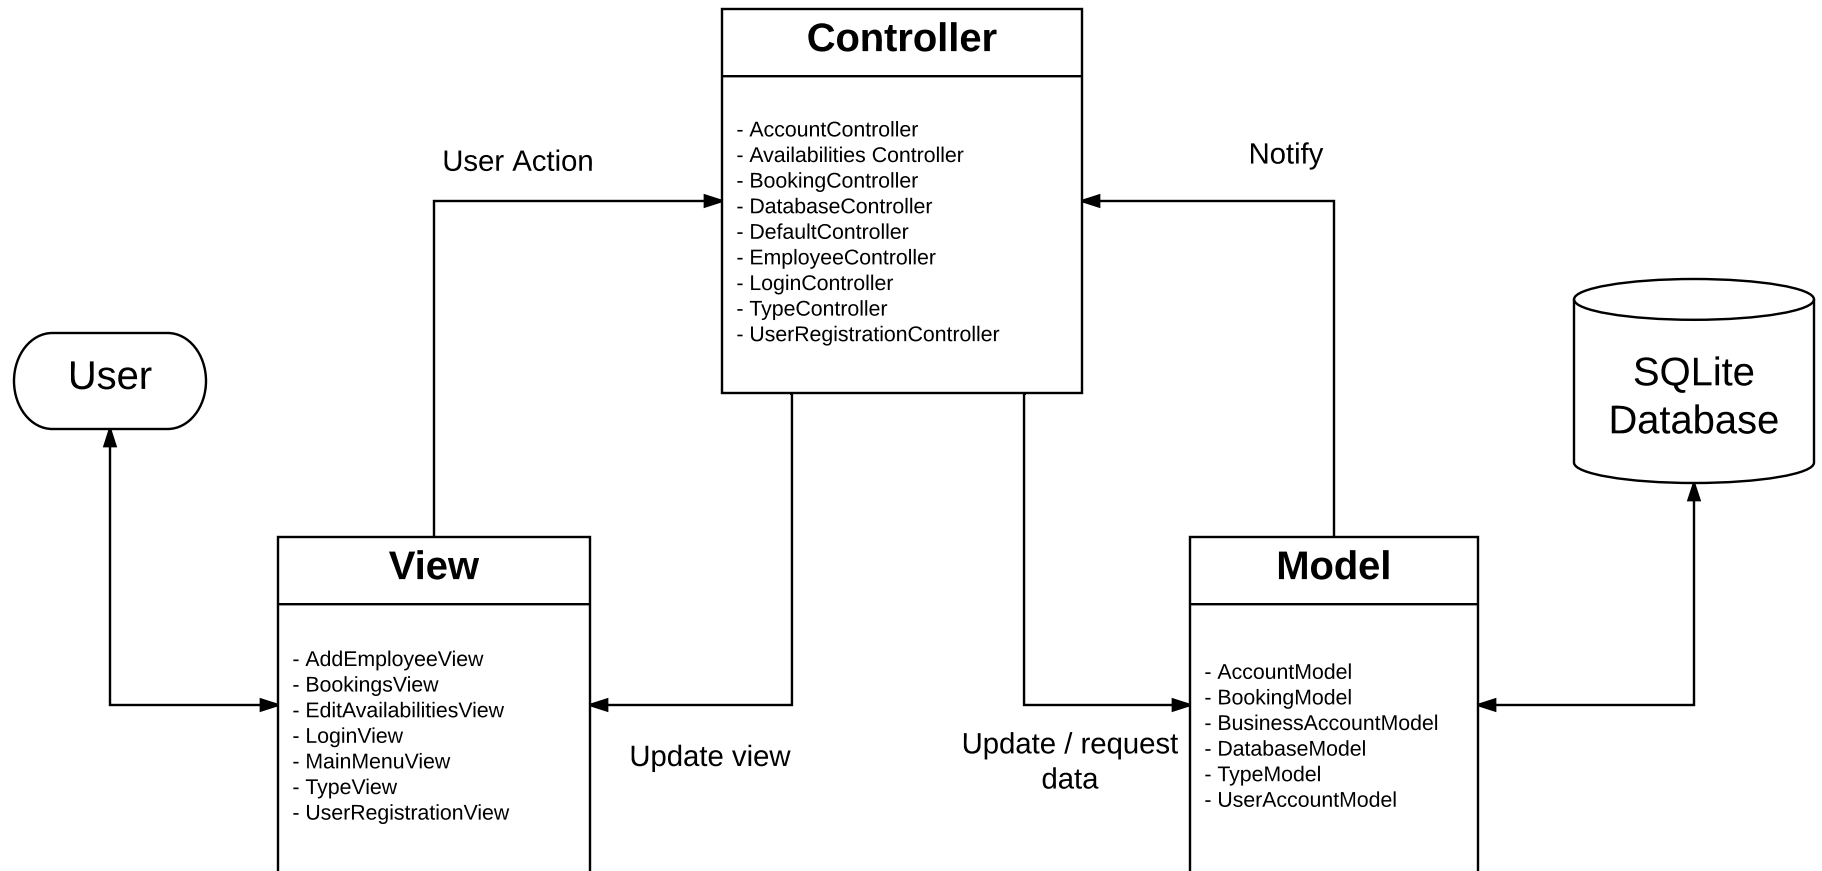 Controller
- AccountController
- Availabilities Controller
- BookingController
- DatabaseController
- DefaultController
- EmployeeController
- LoginController
- TypeController
- UserRegistrationController
User Action
Notify
User
SQLite
Database
View
- AddEmployeeView
- BookingsView
- EditAvailabilitiesView
- LoginView
- MainMenuView
- TypeView
- UserRegistrationView
Update view
Update / request
data
Model
- AccountModel
- BookingModel
- BusinessAccountModel
- DatabaseModel
- TypeModel
- UserAccountModel